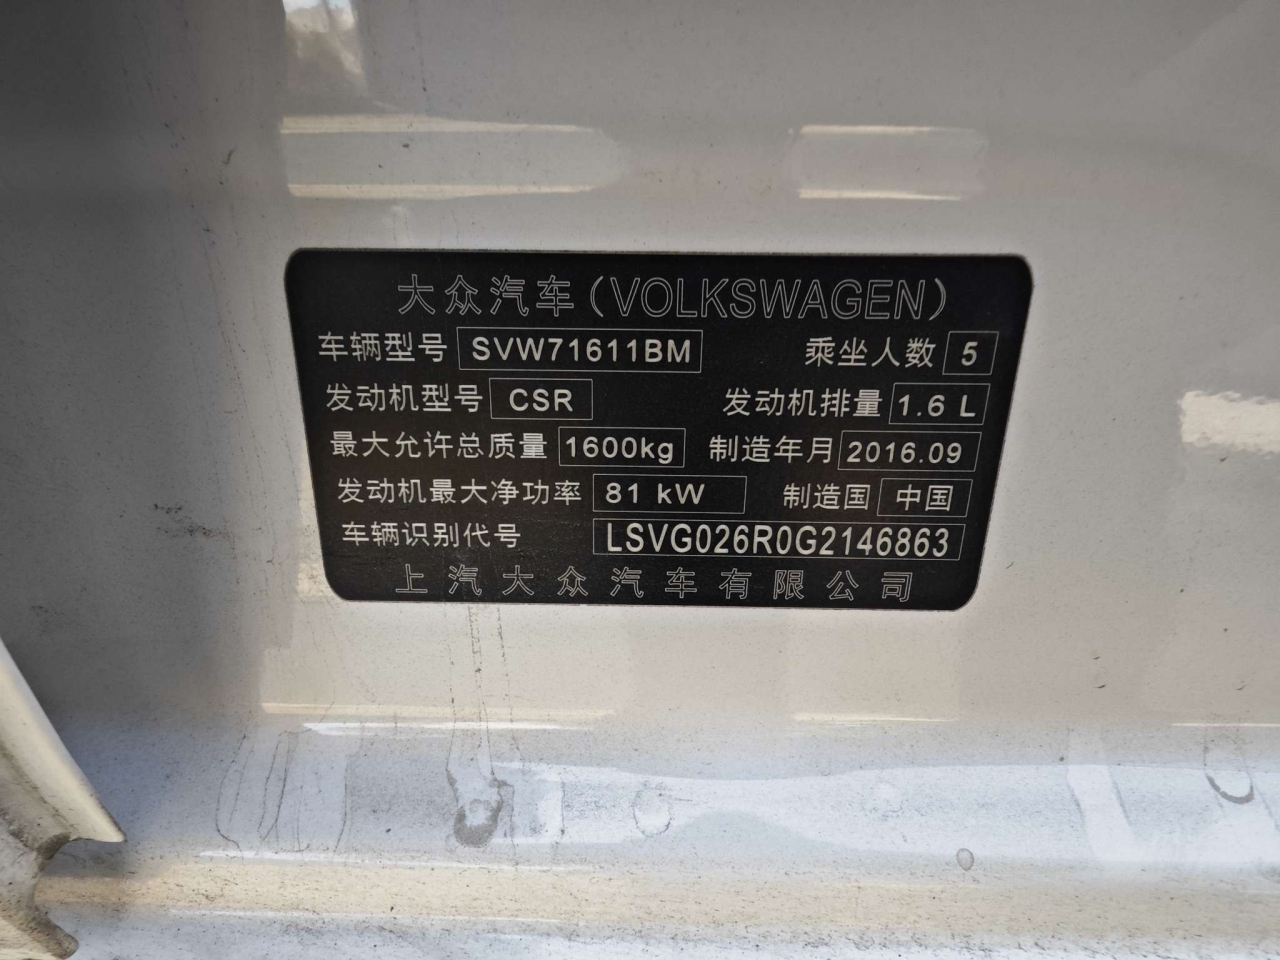 大众汽车(VOLKSWAGEN)
车辆型号 SVW71611BM 乘坐人数 5
发动机型号 CSR 发动机排量 1.6 L
最大允许总质量 1600kg 制造年月 2016.09
发动机最大净功率 81 kW 制造国 中国
车辆识别代号 LSVG026R0G2146863
上汽大众汽车有限公司